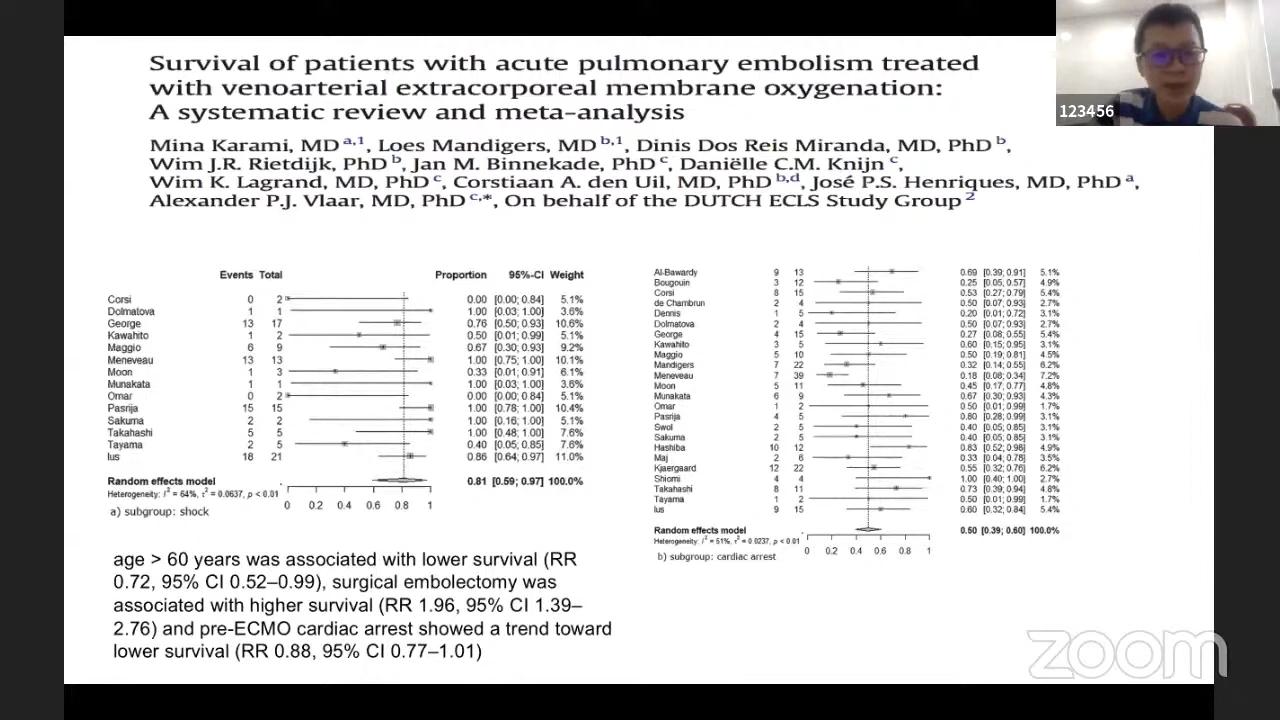 Survival of patients with acute pulmonary embolism treated
with venoarterial extracorporeal membrane oxygenation:
A systematic review and meta-analysis
Mina Karami, MD a,1, Loes Mandigers, MD b,1, Dinis Dos Reis Miranda, MD, PhD b,
Wim J.R. Rietdijk, PhD b, Jan M. Binnekade, PhD c, Daniëlle C.M. Knijn c,
Wim K. Lagrand, MD, PhD c, Corstiaan A. den Uil, MD, PhD b,d, José P.S. Henriques, MD, PhD a,
Alexander P.J. Vlaar, MD, PhD c,*, On behalf of the DUTCH ECLS Study Group 2
123456
Events Total Proportion 95%-CI Weight
Corsi 0 2 0.00 [0.00; 0.84] 5.1%
Dolmatova 1 1 1.00 [0.03; 1.00] 3.6%
George 13 17 0.76 [0.50; 0.93] 10.6%
Kawahito 1 2 0.50 [0.01; 0.99] 5.1%
Maggio 6 9 0.67 [0.30; 0.93] 9.2%
Meneveau 13 13 1.00 [0.75; 1.00] 10.1%
Moon 1 3 0.33 [0.01; 0.91] 6.1%
Munakata 1 1 1.00 [0.03; 1.00] 3.6%
Omar 0 2 0.00 [0.00; 0.84] 5.1%
Pasrija 15 15 1.00 [0.78; 1.00] 10.4%
Sakuma 2 2 1.00 [0.16; 1.00] 5.1%
Takahashi 5 5 1.00 [0.48; 1.00] 7.6%
Tayama 2 5 0.40 [0.05; 0.85] 7.6%
Ius 18 21 0.86 [0.64; 0.97] 11.0%
Random effects model 0.81 [0.59; 0.97] 100.0%
Heterogeneity: I² = 64%, τ² = 0.0637, p < 0.01
0 0.2 0.4 0.6 0.8 1
a) subgroup: shock
Al-Bawardy 9 13 0.69 [0.39; 0.91] 5.1%
Bougouin 3 12 0.25 [0.05; 0.57] 4.9%
Corsi 8 15 0.53 [0.27; 0.79] 5.4%
de Chambrun 2 4 0.50 [0.07; 0.93] 2.7%
Dennis 1 5 0.20 [0.01; 0.72] 3.1%
Dolmatova 2 4 0.50 [0.07; 0.93] 2.7%
George 4 15 0.27 [0.08; 0.55] 5.4%
Kawahito 3 5 0.60 [0.15; 0.95] 3.1%
Maggio 5 10 0.50 [0.19; 0.81] 4.5%
Mandigers 7 22 0.32 [0.14; 0.55] 6.2%
Meneveau 7 39 0.18 [0.08; 0.34] 7.2%
Moon 5 11 0.45 [0.17; 0.77] 4.8%
Munakata 6 9 0.67 [0.30; 0.93] 4.3%
Omar 1 2 0.50 [0.01; 0.99] 1.7%
Pasrija 4 5 0.80 [0.28; 0.99] 3.1%
Swol 2 5 0.40 [0.05; 0.85] 3.1%
Sakuma 2 5 0.40 [0.05; 0.85] 3.1%
Hashiba 10 12 0.83 [0.52; 0.98] 4.9%
Maj 2 6 0.33 [0.04; 0.78] 3.5%
Kjaergaard 12 22 0.55 [0.32; 0.76] 6.2%
Shiomi 4 4 1.00 [0.40; 1.00] 2.7%
Takahashi 8 11 0.73 [0.39; 0.94] 4.8%
Tayama 1 2 0.50 [0.01; 0.99] 1.7%
Ius 9 15 0.60 [0.32; 0.84] 5.4%
Random effects model 0.50 [0.39; 0.60] 100.0%
Heterogeneity: I² = 51%, τ² = 0.0237, p < 0.01
0 0.2 0.4 0.6 0.8 1
b) subgroup: cardiac arrest
age > 60 years was associated with lower survival (RR
0.72, 95% CI 0.52–0.99), surgical embolectomy was
associated with higher survival (RR 1.96, 95% CI 1.39–
2.76) and pre-ECMO cardiac arrest showed a trend toward
lower survival (RR 0.88, 95% CI 0.77–1.01)
zoom